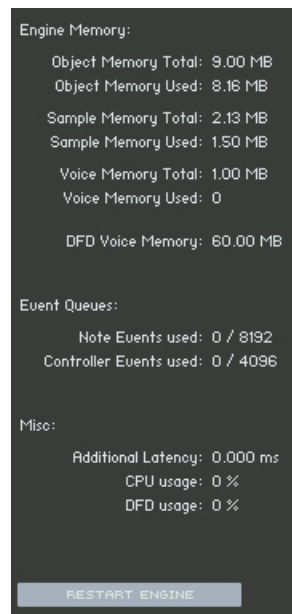 Engine Memory:
Object Memory Total: 9.00 MB
Object Memory Used: 8.16 MB
Sample Memory Total: 2.13 MB
Sample Memory Used: 1.50 MB
Voice Memory Total: 1.00 MB
Voice Memory Used: 0
DFD Voice Memory: 60.00 MB
Event Queues:
Note Events used: 0 / 8192
Controller Events used: 0 / 4096
Misc:
Additional Latency: 0.000 ms
CPU usage: 0 %
DFD usage: 0 %
RESTART ENGINE